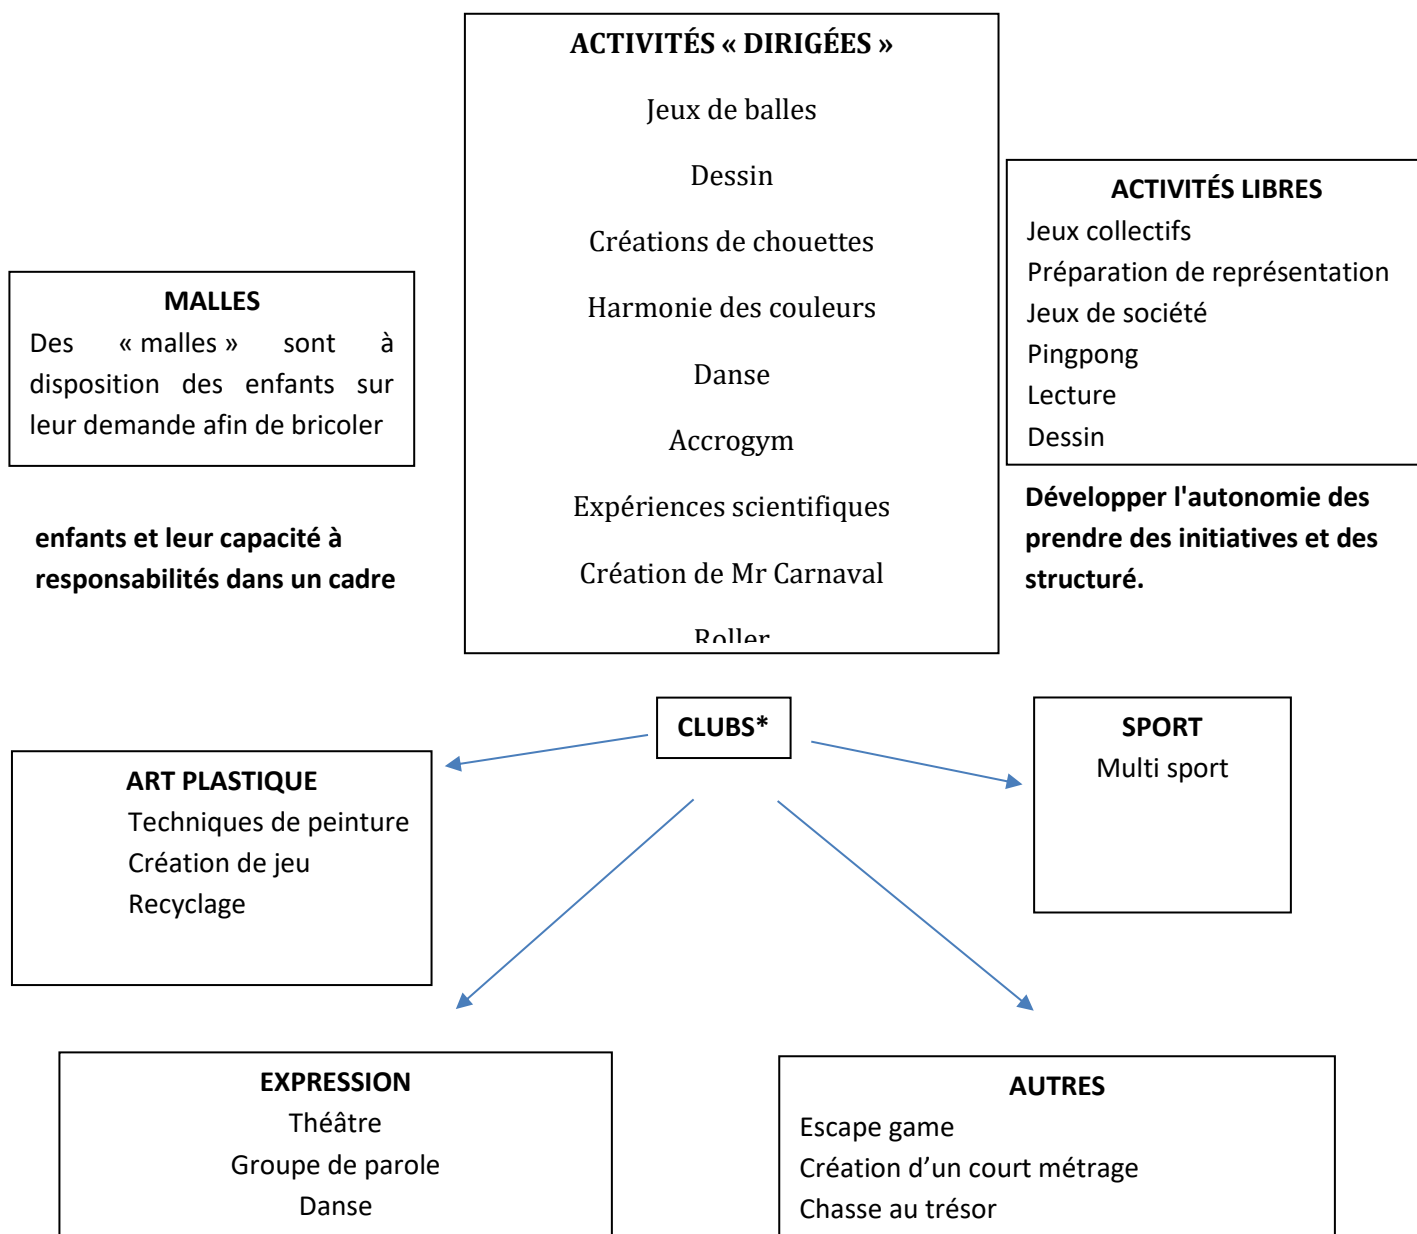 ACTIVITÉS « DIRIGÉES »
Jeux de balles
Dessin
Créations de chouettes
Harmonie des couleurs
Danse
Accrogym
Expériences scientifiques
Création de Mr Carnaval
Roller
ACTIVITÉS LIBRES
Jeux collectifs
Préparation de représentation
Jeux de société
Pingpong
Lecture
Dessin
MALLES
Des « malles » sont à
disposition des enfants sur
leur demande afin de bricoler
Développer l'autonomie des
enfants et leur capacité à
prendre des initiatives et des
responsabilités dans un cadre
structuré.
CLUBS*
ART PLASTIQUE
Techniques de peinture
Création de jeu
Recyclage
SPORT
Multi sport
EXPRESSION
Théâtre
Groupe de parole
Danse
AUTRES
Escape game
Création d’un court métrage
Chasse au trésor